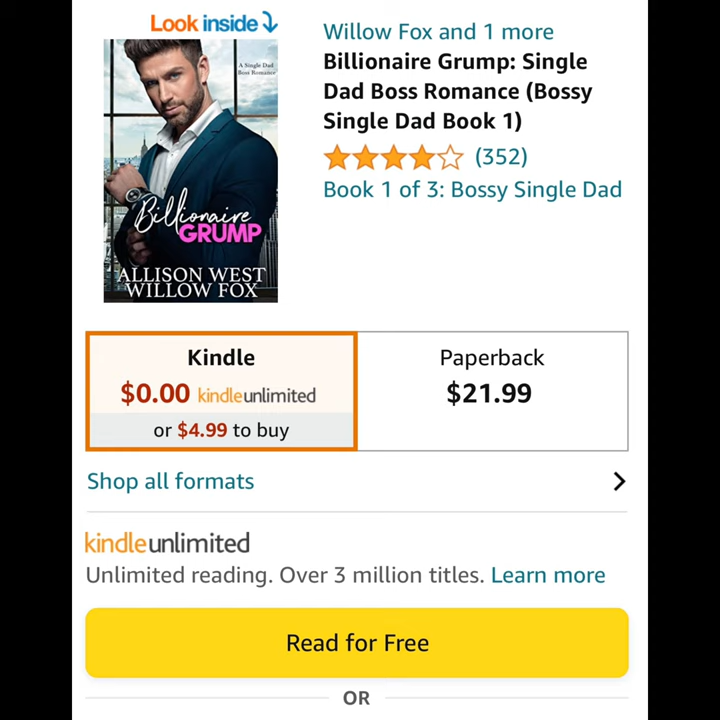 Look inside
A Single Dad
Boss Romance
Billionaire
GRUMP
ALLISON WEST
WILLOW FOX
Willow Fox and 1 more
Billionaire Grump: Single
Dad Boss Romance (Bossy
Single Dad Book 1)
(352)
Book 1 of 3: Bossy Single Dad
Kindle
$0.00 kindleunlimited
or $4.99 to buy
Paperback
$21.99
Shop all formats
kindleunlimited
Unlimited reading. Over 3 million titles. Learn more
Read for Free
OR